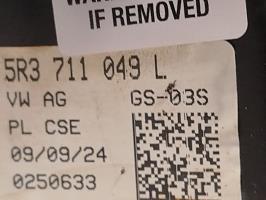 IF REMOVED
5R3 711 049 L
VW AG GS-03S
PL CSE
09/09/24
0250633